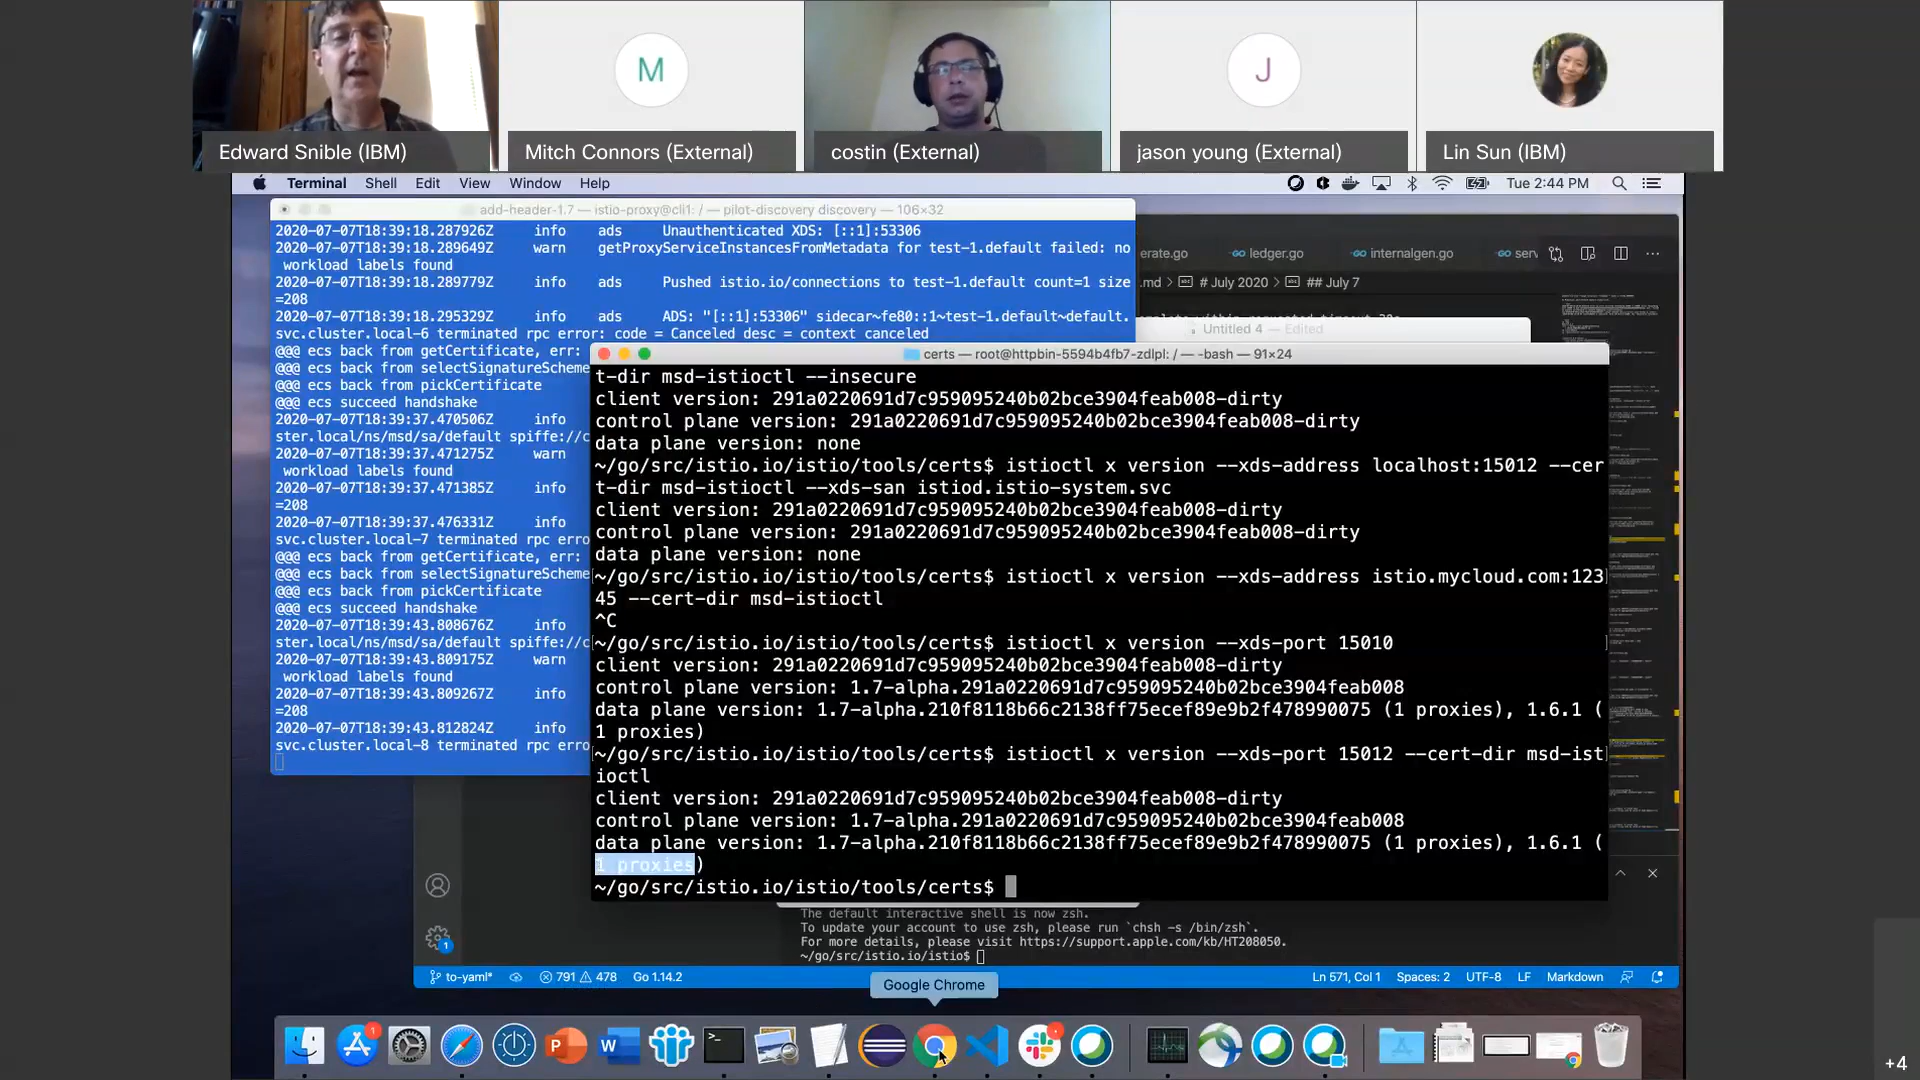 M
J
Edward Snible (IBM)
Mitch Connors (External)
costin (External)
jason young (External)
Lin Sun (IBM)
Terminal Shell Edit View Window Help
Tue 2:44 PM
add-header-1.7 — istio-proxy@cli1: / — pilot-discovery discovery — 106×32
2020-07-07T18:39:18.287926Z info ads Unauthenticated XDS: [::1]:53306
2020-07-07T18:39:18.289649Z warn getProxyServiceInstancesFromMetadata for test-1.default failed: no
workload labels found
2020-07-07T18:39:18.289779Z info ads Pushed istio.io/connections to test-1.default count=1 size
=208
2020-07-07T18:39:18.295329Z info ads ADS: "[::1]:53306" sidecar~fe80::1~test-1.default~default.
svc.cluster.local-6 terminated rpc error: code = Canceled desc = context canceled
@@@ ecs back from getCertificate, err:
@@@ ecs back from selectSignatureScheme
@@@ ecs back from pickCertificate
@@@ ecs succeed handshake
2020-07-07T18:39:37.470506Z info
ster.local/ns/msd/sa/default spiffe://c
2020-07-07T18:39:37.471275Z warn
workload labels found
2020-07-07T18:39:37.471385Z info
=208
2020-07-07T18:39:37.476331Z info
svc.cluster.local-7 terminated rpc erro
@@@ ecs back from getCertificate, err:
@@@ ecs back from selectSignatureScheme
@@@ ecs back from pickCertificate
@@@ ecs succeed handshake
2020-07-07T18:39:43.808676Z info
ster.local/ns/msd/sa/default spiffe://c
2020-07-07T18:39:43.809175Z warn
workload labels found
2020-07-07T18:39:43.809267Z info
=208
2020-07-07T18:39:43.812824Z info
svc.cluster.local-8 terminated rpc erro
erate.go ledger.go internalgen.go serv
.md > # July 2020 > ## July 7
Untitled 4 — Edited
certs — root@httpbin-5594b4fb7-zdlpl: / — -bash — 91×24
t-dir msd-istioctl --insecure
client version: 291a0220691d7c959095240b02bce3904feab008-dirty
control plane version: 291a0220691d7c959095240b02bce3904feab008-dirty
data plane version: none
~/go/src/istio.io/istio/tools/certs$ istioctl x version --xds-address localhost:15012 --cer
t-dir msd-istioctl --xds-san istiod.istio-system.svc
client version: 291a0220691d7c959095240b02bce3904feab008-dirty
control plane version: 291a0220691d7c959095240b02bce3904feab008-dirty
data plane version: none
~/go/src/istio.io/istio/tools/certs$ istioctl x version --xds-address istio.mycloud.com:123
45 --cert-dir msd-istioctl
^C
~/go/src/istio.io/istio/tools/certs$ istioctl x version --xds-port 15010
client version: 291a0220691d7c959095240b02bce3904feab008-dirty
control plane version: 1.7-alpha.291a0220691d7c959095240b02bce3904feab008
data plane version: 1.7-alpha.210f8118b66c2138ff75ecef89e9b2f478990075 (1 proxies), 1.6.1 (
1 proxies)
~/go/src/istio.io/istio/tools/certs$ istioctl x version --xds-port 15012 --cert-dir msd-ist
ioctl
client version: 291a0220691d7c959095240b02bce3904feab008-dirty
control plane version: 1.7-alpha.291a0220691d7c959095240b02bce3904feab008
data plane version: 1.7-alpha.210f8118b66c2138ff75ecef89e9b2f478990075 (1 proxies), 1.6.1 (
1 proxies)
~/go/src/istio.io/istio/tools/certs$
The default interactive shell is now zsh.
To update your account to use zsh, please run `chsh -s /bin/zsh`.
For more details, please visit https://support.apple.com/kb/HT208050.
~/go/src/istio.io/istio$
1
to-yaml* 791 478 Go 1.14.2
Ln 571, Col 1 Spaces: 2 UTF-8 LF Markdown
Google Chrome
1
P
W
+4